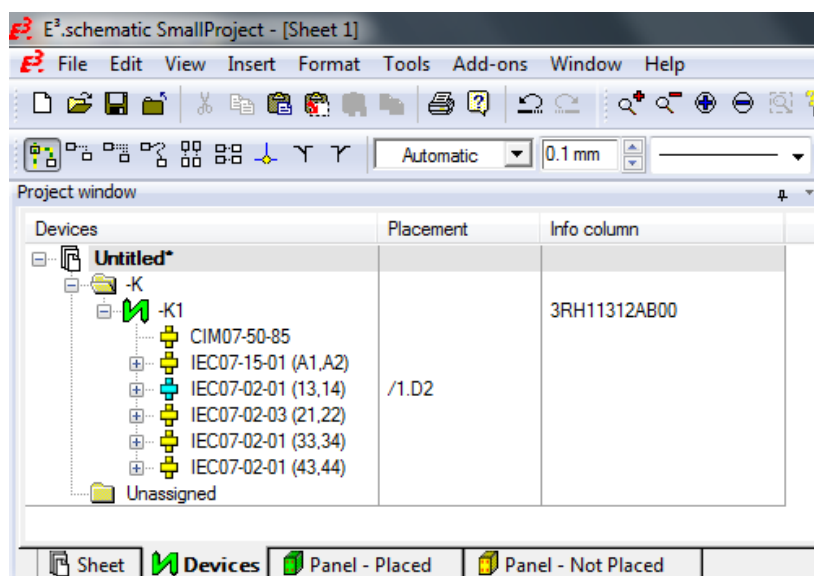 E³.schematic SmallProject - [Sheet 1]
E³. File Edit View Insert Format Tools Add-ons Window Help
Automatic 0.1 mm
Project window
Devices Placement Info column
Untitled*
-K
-K1 3RH11312AB00
CIM07-50-85
IEC07-15-01 (A1,A2)
IEC07-02-01 (13,14) /1.D2
IEC07-02-03 (21,22)
IEC07-02-01 (33,34)
IEC07-02-01 (43,44)
Unassigned
Sheet Devices Panel - Placed Panel - Not Placed